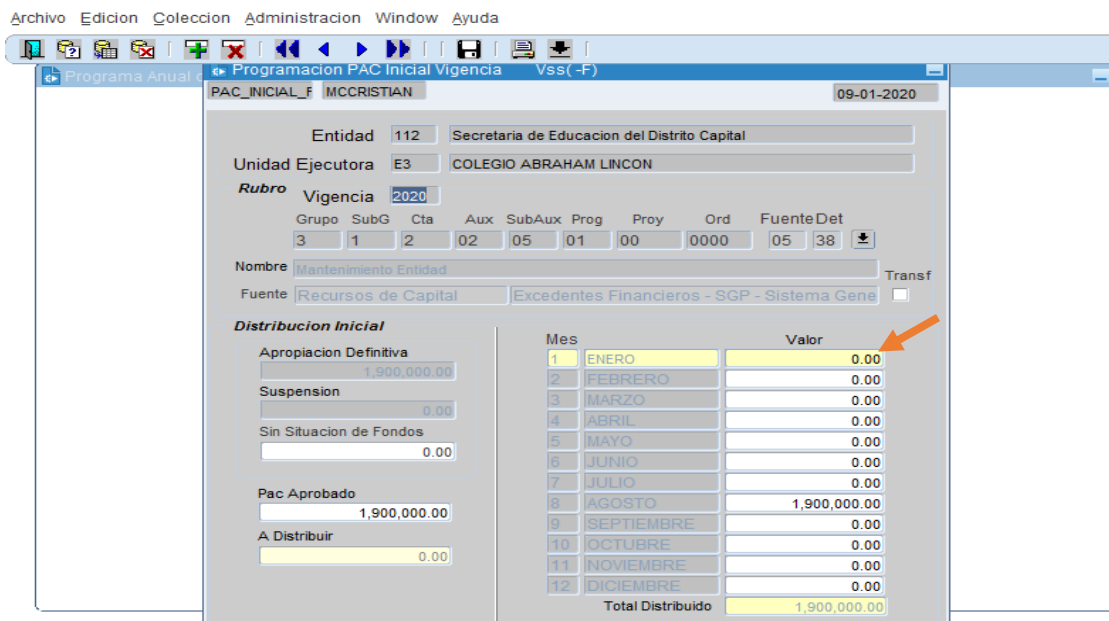 Archivo Edicion Coleccion Administracion Window Ayuda
Programa Anual
Programacion PAC Inicial Vigencia Vss( -F)
PAC_INICIAL_F MCCRISTIAN 09-01-2020
Entidad 112 Secretaria de Educacion del Distrito Capital
Unidad Ejecutora E3 COLEGIO ABRAHAM LINCON
Rubro Vigencia 2020
Grupo SubG Cta Aux SubAux Prog Proy Ord Fuente Det
3 1 2 02 05 01 00 0000 05 38
Nombre Mantenimiento Entidad Transf
Fuente Recursos de Capital Excedentes Financieros - SGP - Sistema Gene
Distribucion Inicial
Apropiacion Definitiva
1,900,000.00
Suspension
0.00
Sin Situacion de Fondos
0.00
Pac Aprobado
1,900,000.00
A Distribuir
0.00
Mes Valor
1 ENERO 0.00
2 FEBRERO 0.00
3 MARZO 0.00
4 ABRIL 0.00
5 MAYO 0.00
6 JUNIO 0.00
7 JULIO 0.00
8 AGOSTO 1,900,000.00
9 SEPTIEMBRE 0.00
10 OCTUBRE 0.00
11 NOVIEMBRE 0.00
12 DICIEMBRE 0.00
Total Distribuido 1,900,000.00